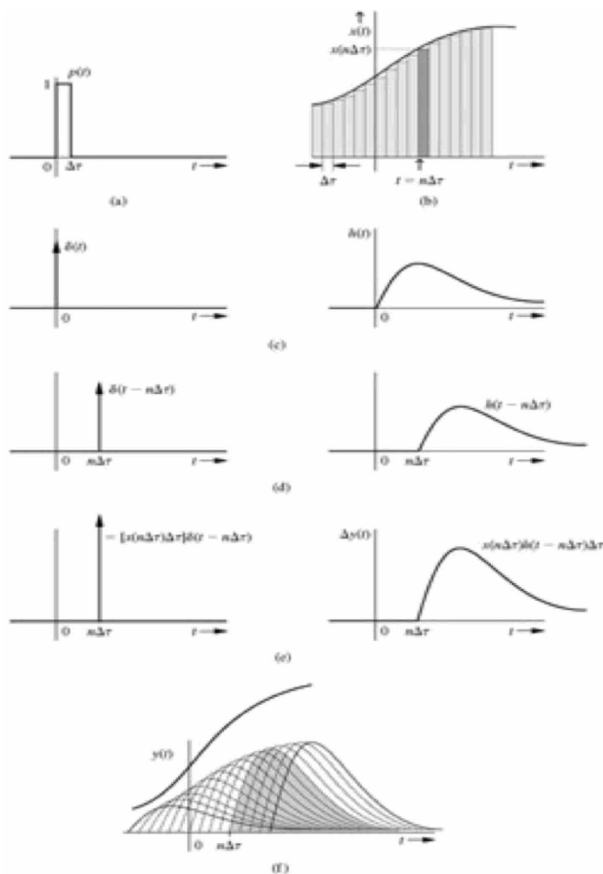 p(t)
1
0 Δτ t
(a)
x(t)
x(nΔτ)
Δτ t = nΔτ t
(b)
δ(t)
0 t
h(t)
0 t
(c)
δ(t − nΔτ)
0 nΔτ t
h(t − nΔτ)
0 nΔτ t
(d)
= [x(nΔτ)Δτ]δ(t − nΔτ)
0 nΔτ t
Δy(t)
x(nΔτ)h(t − nΔτ)Δτ
0 nΔτ t
(e)
y(t)
0 nΔτ t
(f)